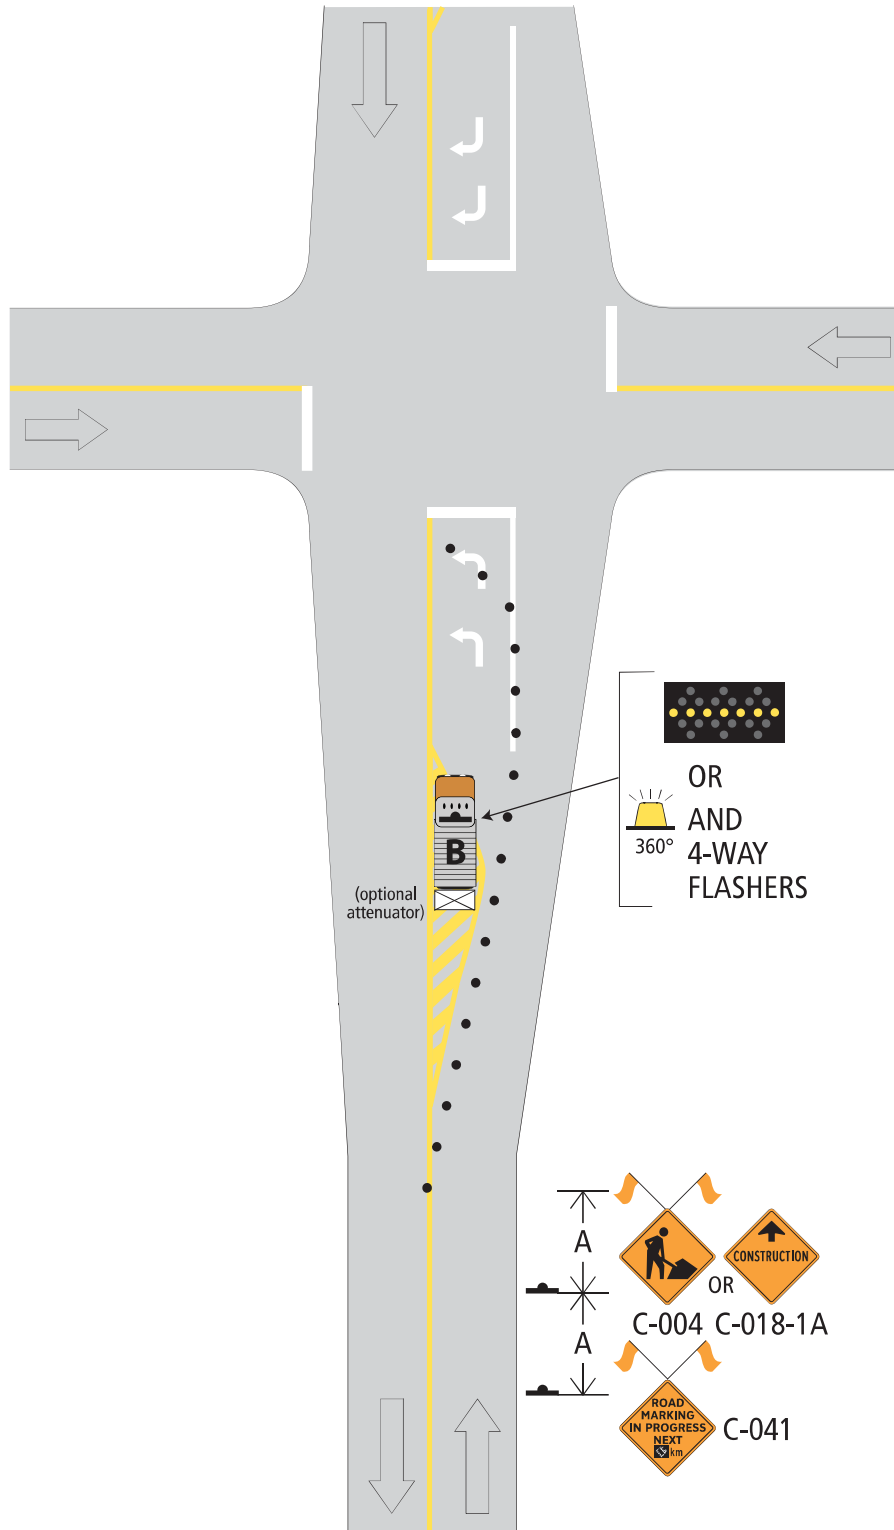 OR
AND
360°
4-WAY
FLASHERS
B
(optional
attenuator)
A
CONSTRUCTION
OR
C-004
C-018-1A
A
ROAD
MARKING
IN PROGRESS
NEXT
km
C-041